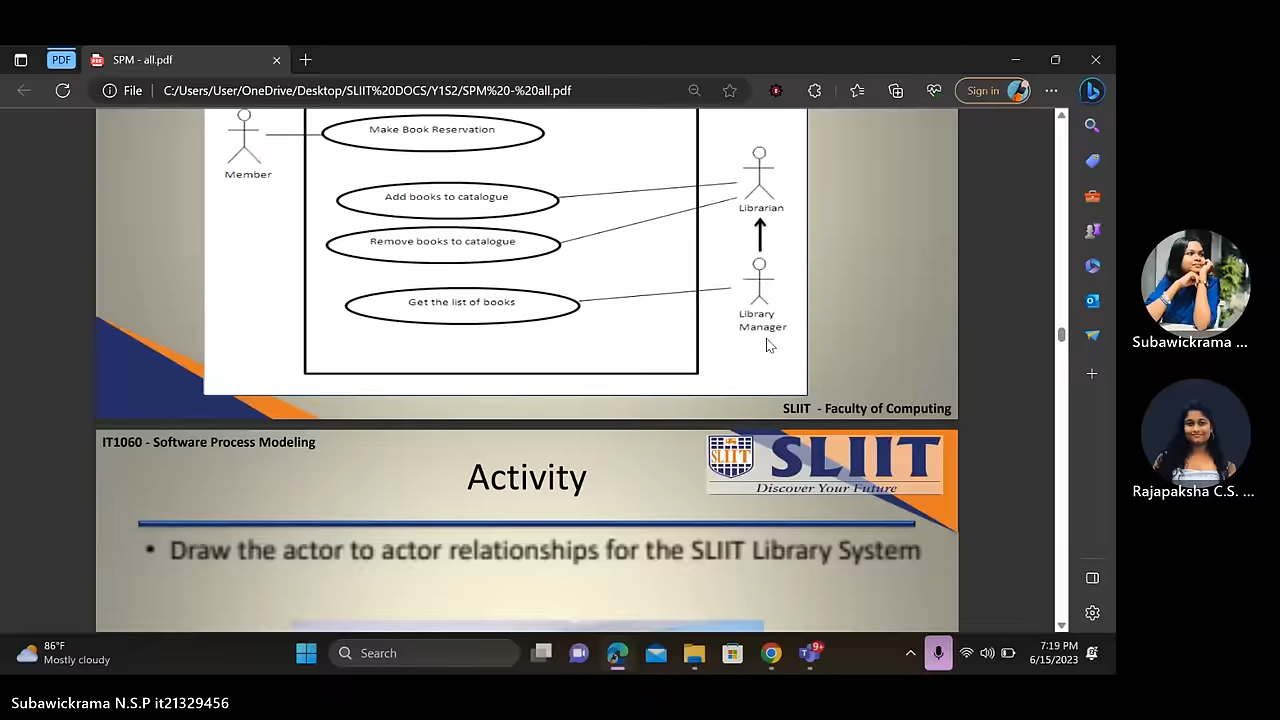 PDF
SPM - all.pdf
File
C:/Users/User/OneDrive/Desktop/SLIIT%20DOCS/Y1S2/SPM%20-%20all.pdf
Sign in
Make Book Reservation
Member
Add books to catalogue
Librarian
Remove books to catalogue
Get the list of books
Library
Manager
SLIIT - Faculty of Computing
IT1060 - Software Process Modeling
SLIIT
SLIIT
Discover Your Future
Activity
• Draw the actor to actor relationships for the SLIIT Library System
Subawickrama ...
Rajapaksha C.S. ...
86°F
Mostly cloudy
Search
9+
7:19 PM
6/15/2023
Subawickrama N.S.P it21329456